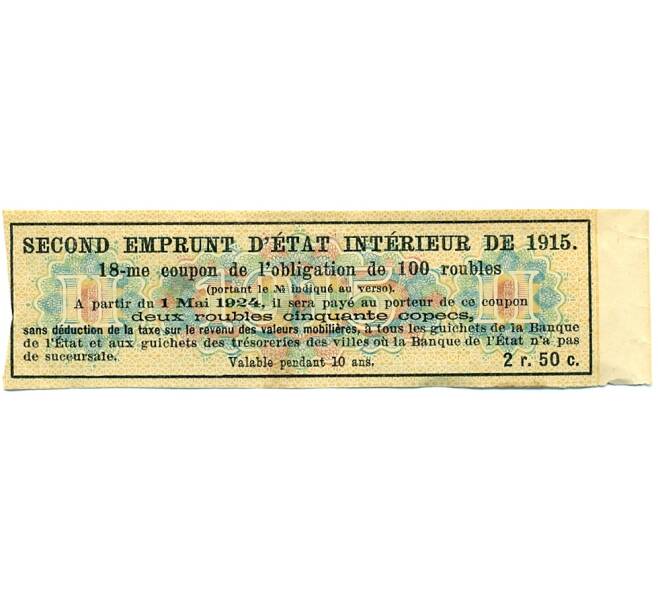 SECOND EMPRUNT D'ÉTAT INTÉRIEUR DE 1915.
18-me coupon de l'obligation de 100 roubles
(portant le № indiqué au verso).
A partir du 1 Mai 1924, il sera payé au porteur de ce coupon
deux roubles cinquante copecs,
sans déduction de la taxe sur le revenu des valeurs mobilières, à tous les guichets de la Banque
de l'État et aux guichets des trésoreries des villes où la Banque de l'État n'a pas
de succursale.
Valable pendant 10 ans.
2 r. 50 c.